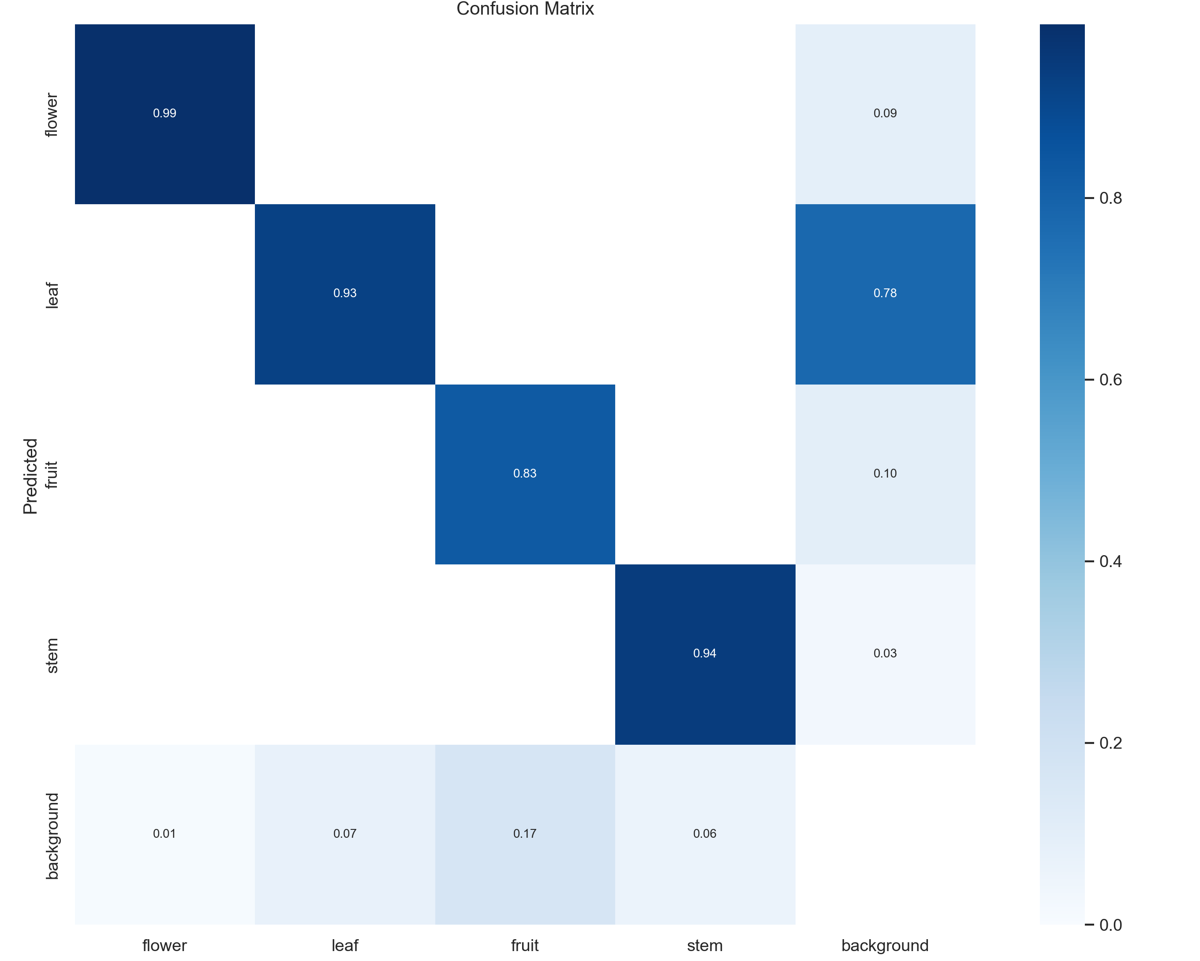 Confusion Matrix
flower
0.99
0.09
leaf
0.93
0.78
0.8
Predicted
fruit
0.83
0.10
0.6
stem
0.94
0.03
0.4
background
0.01
0.07
0.17
0.06
0.2
0.0
flower
leaf
fruit
stem
background